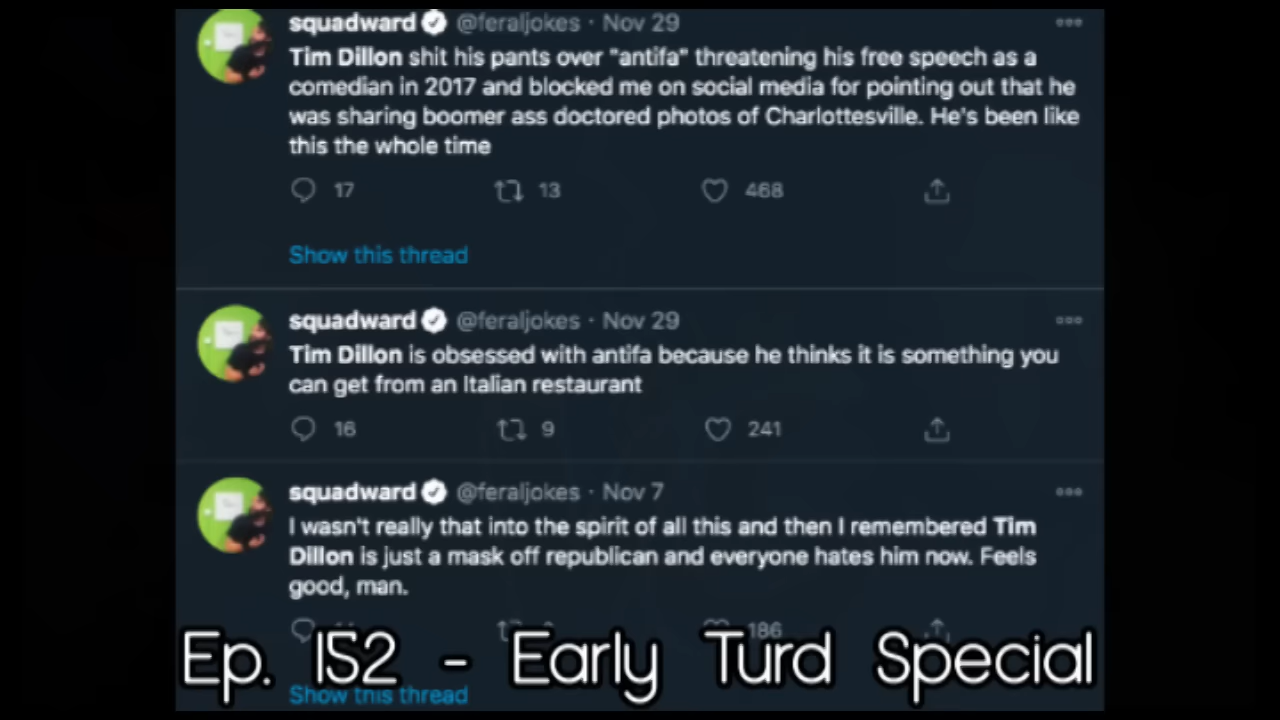 squadward @feraljokes · Nov 29
Tim Dillon shit his pants over "antifa" threatening his free speech as a
comedian in 2017 and blocked me on social media for pointing out that he
was sharing boomer ass doctored photos of Charlottesville. He's been like
this the whole time
17 13 468
Show this thread
squadward @feraljokes · Nov 29
Tim Dillon is obsessed with antifa because he thinks it is something you
can get from an Italian restaurant
16 9 241
squadward @feraljokes · Nov 7
I wasn't really that into the spirit of all this and then I remembered Tim
Dillon is just a mask off republican and everyone hates him now. Feels
good, man.
186
Ep. 152 - Early Turd Special
Show this thread